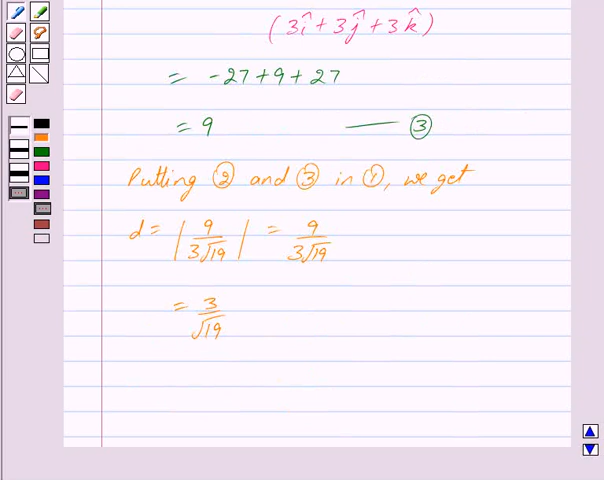 (3î+3ĵ+3k̂)
= -27+9+27
= 9 — ③
Putting ② and ③ in ①, we get
d = |9/3√19| = 9/3√19
= 3/√19